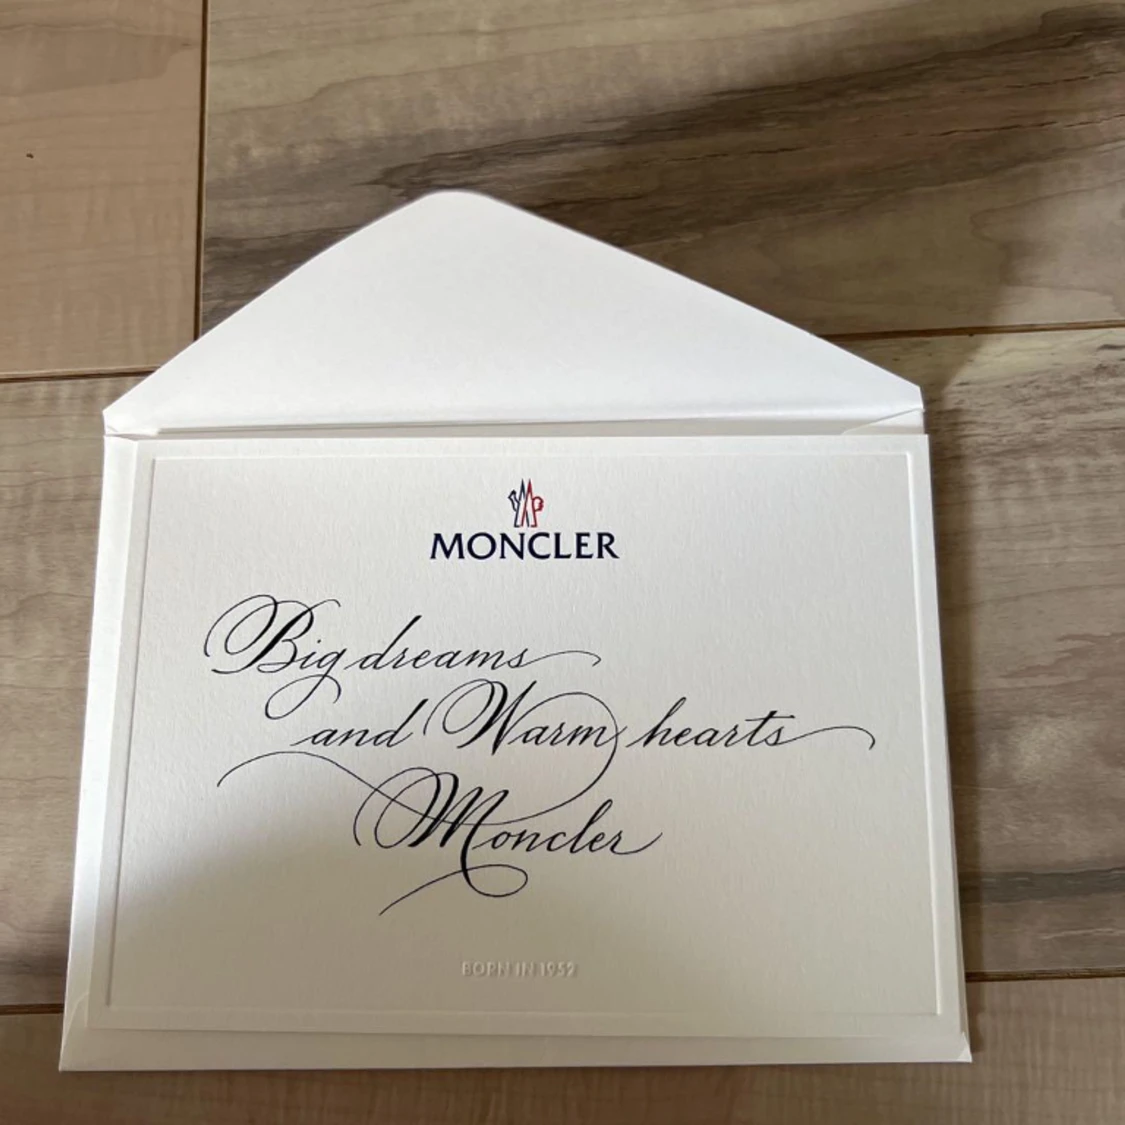 MONCLER
Big dreams
and Warm hearts
Moncler
BORN IN 1952